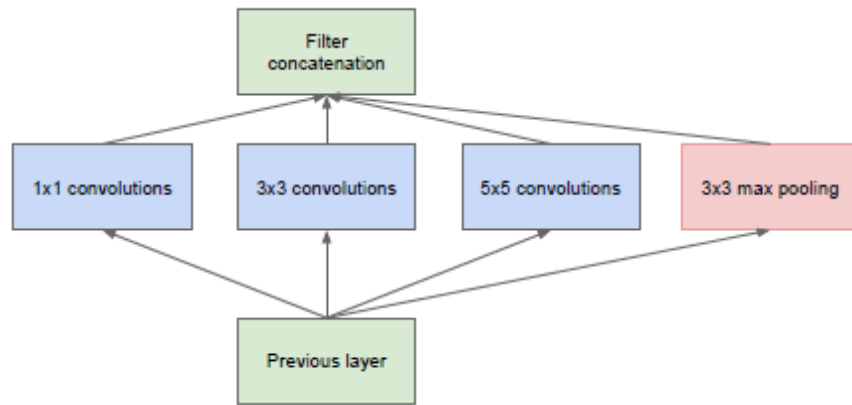 Filter
concatenation
1x1 convolutions
3x3 convolutions
5x5 convolutions
3x3 max pooling
Previous layer